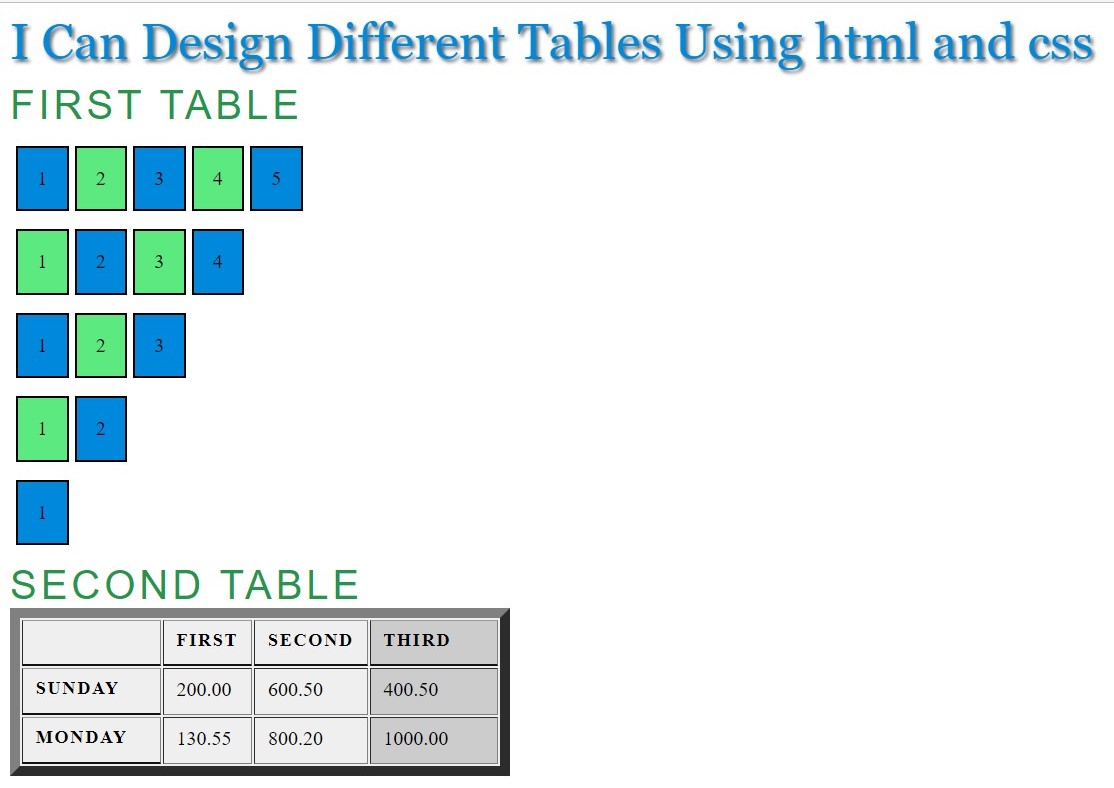 I Can Design Different Tables Using html and css
FIRST TABLE
1 2 3 4 5
1 2 3 4
1 2 3
1 2
1
SECOND TABLE
FIRST SECOND THIRD
SUNDAY 200.00 600.50 400.50
MONDAY 130.55 800.20 1000.00